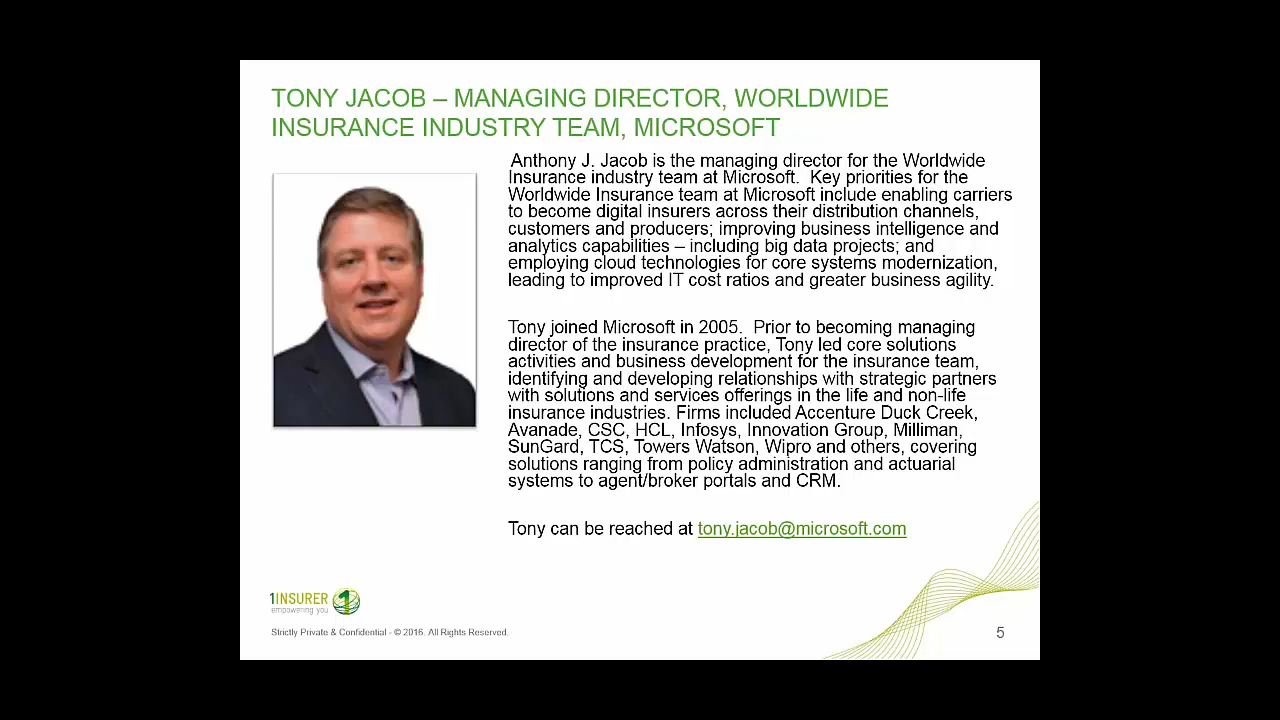 TONY JACOB – MANAGING DIRECTOR, WORLDWIDE
INSURANCE INDUSTRY TEAM, MICROSOFT
Anthony J. Jacob is the managing director for the Worldwide
Insurance industry team at Microsoft.  Key priorities for the
Worldwide Insurance team at Microsoft include enabling carriers
to become digital insurers across their distribution channels,
customers and producers; improving business intelligence and
analytics capabilities – including big data projects; and
employing cloud technologies for core systems modernization,
leading to improved IT cost ratios and greater business agility.
Tony joined Microsoft in 2005.  Prior to becoming managing
director of the insurance practice, Tony led core solutions
activities and business development for the insurance team,
identifying and developing relationships with strategic partners
with solutions and services offerings in the life and non-life
insurance industries. Firms included Accenture Duck Creek,
Avanade, CSC, HCL, Infosys, Innovation Group, Milliman,
SunGard, TCS, Towers Watson, Wipro and others, covering
solutions ranging from policy administration and actuarial
systems to agent/broker portals and CRM.
Tony can be reached at tony.jacob@microsoft.com
1INSURER 1
empowering you
Strictly Private & Confidential - © 2016. All Rights Reserved.
5